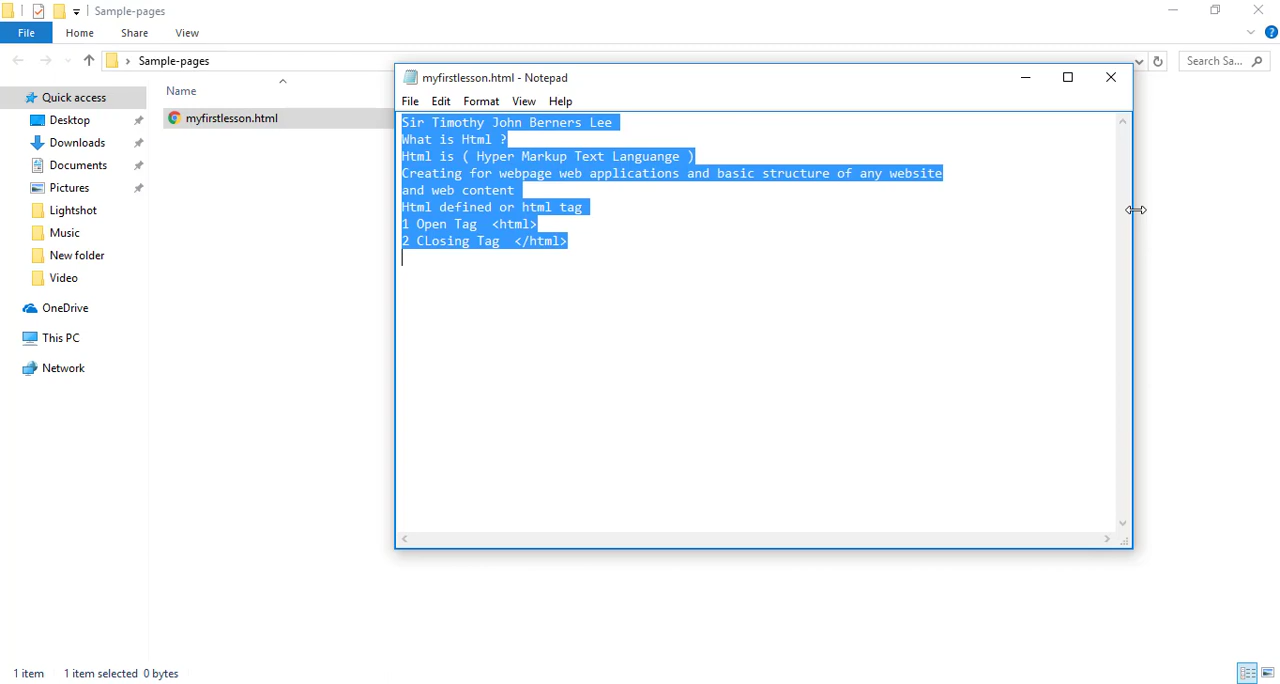 Sample-pages
File
Home
Share
View
Sample-pages
Search Sa...
Quick access
Desktop
Downloads
Documents
Pictures
Lightshot
Music
New folder
Video
OneDrive
This PC
Network
Name
myfirstlesson.html
myfirstlesson.html - Notepad
File Edit Format View Help
Sir Timothy John Berners Lee
What is Html ?
Html is ( Hyper Markup Text Languange )
Creating for webpage web applications and basic structure of any website
and web content
Html defined or html tag
1 Open Tag <html>
2 CLosing Tag </html>
1 item 1 item selected 0 bytes